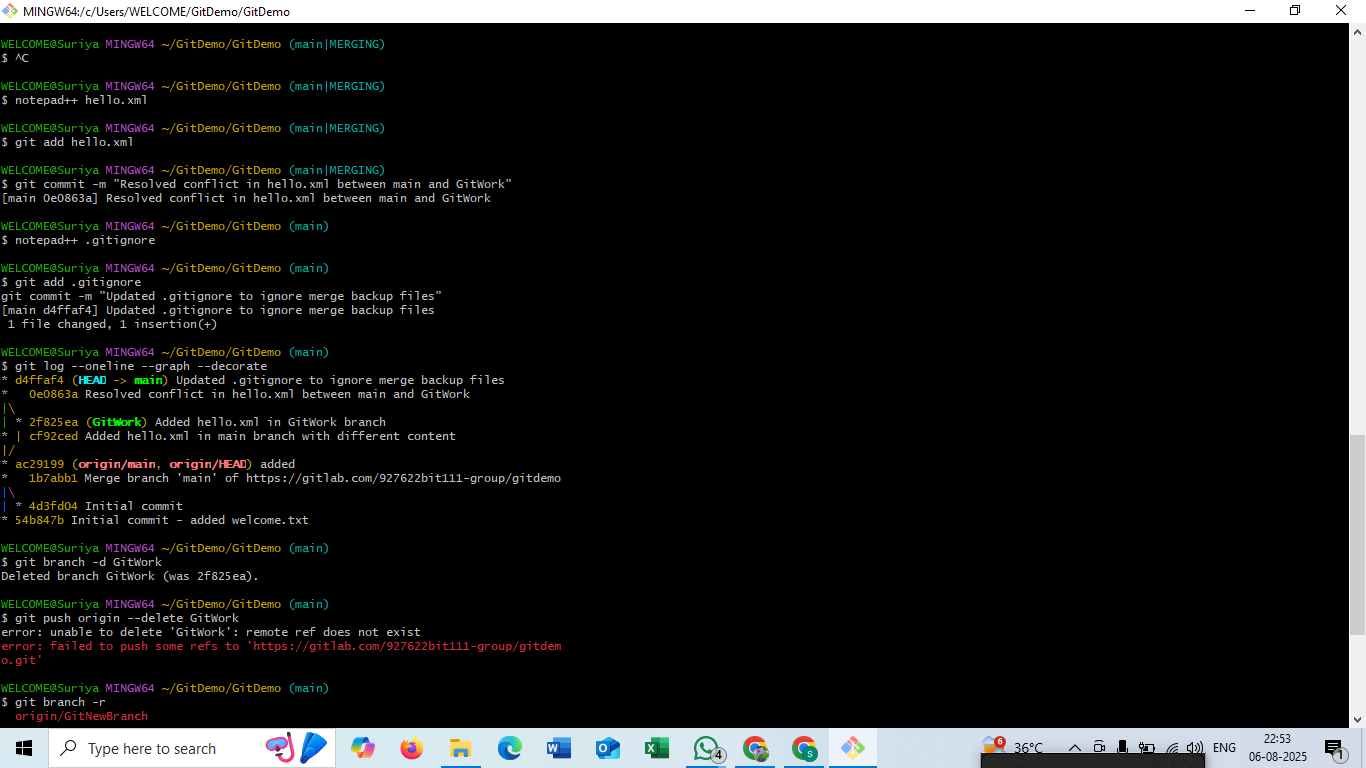 MINGW64:/c/Users/WELCOME/GitDemo/GitDemo
WELCOME@Suriya MINGW64 ~/GitDemo/GitDemo (main|MERGING)
$ ^C
WELCOME@Suriya MINGW64 ~/GitDemo/GitDemo (main|MERGING)
$ notepad++ hello.xml
WELCOME@Suriya MINGW64 ~/GitDemo/GitDemo (main|MERGING)
$ git add hello.xml
WELCOME@Suriya MINGW64 ~/GitDemo/GitDemo (main|MERGING)
$ git commit -m "Resolved conflict in hello.xml between main and GitWork"
[main 0e0863a] Resolved conflict in hello.xml between main and GitWork
WELCOME@Suriya MINGW64 ~/GitDemo/GitDemo (main)
$ notepad++ .gitignore
WELCOME@Suriya MINGW64 ~/GitDemo/GitDemo (main)
$ git add .gitignore
git commit -m "Updated .gitignore to ignore merge backup files"
[main d4ffaf4] Updated .gitignore to ignore merge backup files
 1 file changed, 1 insertion(+)
WELCOME@Suriya MINGW64 ~/GitDemo/GitDemo (main)
$ git log --oneline --graph --decorate
* d4ffaf4 (HEAD -> main) Updated .gitignore to ignore merge backup files
*   0e0863a Resolved conflict in hello.xml between main and GitWork
|\
| * 2f825ea (GitWork) Added hello.xml in GitWork branch
* | cf92ced Added hello.xml in main branch with different content
|/
* ac29199 (origin/main, origin/HEAD) added
*   1b7abb1 Merge branch 'main' of https://gitlab.com/927622bit111-group/gitdemo
|\
| * 4d3fd04 Initial commit
* 54b847b Initial commit - added welcome.txt
WELCOME@Suriya MINGW64 ~/GitDemo/GitDemo (main)
$ git branch -d GitWork
Deleted branch GitWork (was 2f825ea).
WELCOME@Suriya MINGW64 ~/GitDemo/GitDemo (main)
$ git push origin --delete GitWork
error: unable to delete 'GitWork': remote ref does not exist
error: failed to push some refs to 'https://gitlab.com/927622bit111-group/gitdem
o.git'
WELCOME@Suriya MINGW64 ~/GitDemo/GitDemo (main)
$ git branch -r
  origin/GitNewBranch
Type here to search
4
6
36°C
ENG
22:53
06-08-2025
1